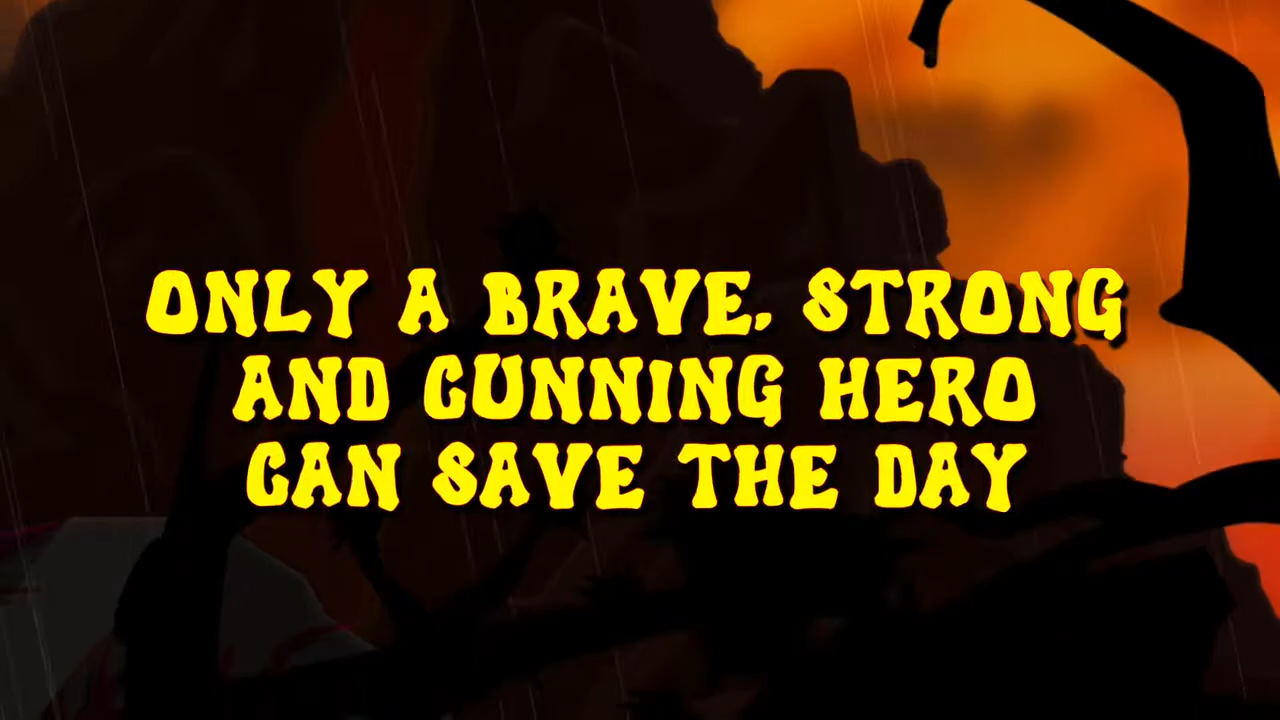 ONLY A BRAVE, STRONG
AND CUNNING HERO
CAN SAVE THE DAY